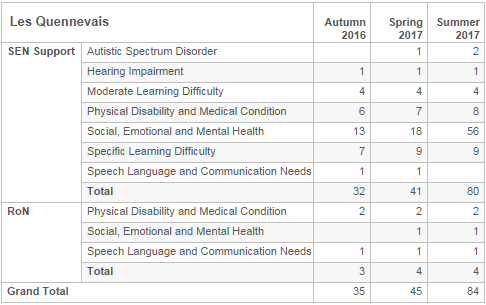 Les Quennevais Autumn 2016 Spring 2017 Summer 2017
SEN Support Autistic Spectrum Disorder 1 2
Hearing Impairment 1 1 1
Moderate Learning Difficulty 4 4 4
Physical Disability and Medical Condition 6 7 8
Social, Emotional and Mental Health 13 18 56
Specific Learning Difficulty 7 9 9
Speech Language and Communication Needs 1 1
Total 32 41 80
RoN Physical Disability and Medical Condition 2 2 2
Social, Emotional and Mental Health 1 1
Speech Language and Communication Needs 1 1 1
Total 3 4 4
Grand Total 35 45 84